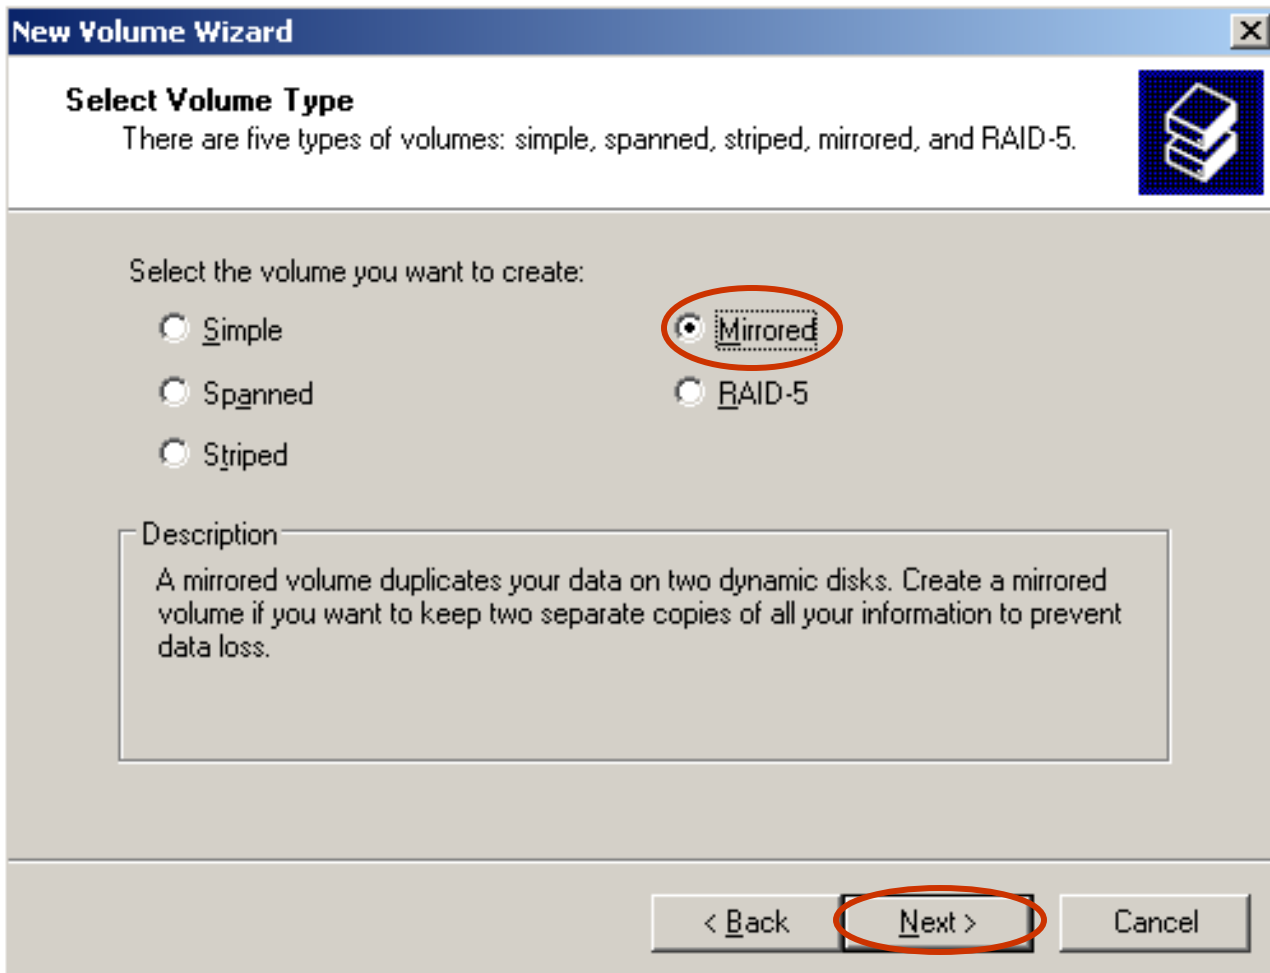 New Volume Wizard
Select Volume Type
There are five types of volumes: simple, spanned, striped, mirrored, and RAID-5.
Select the volume you want to create:
Simple
Mirrored
Spanned
RAID-5
Striped
Description
A mirrored volume duplicates your data on two dynamic disks. Create a mirrored
volume if you want to keep two separate copies of all your information to prevent
data loss.
< Back
Next >
Cancel